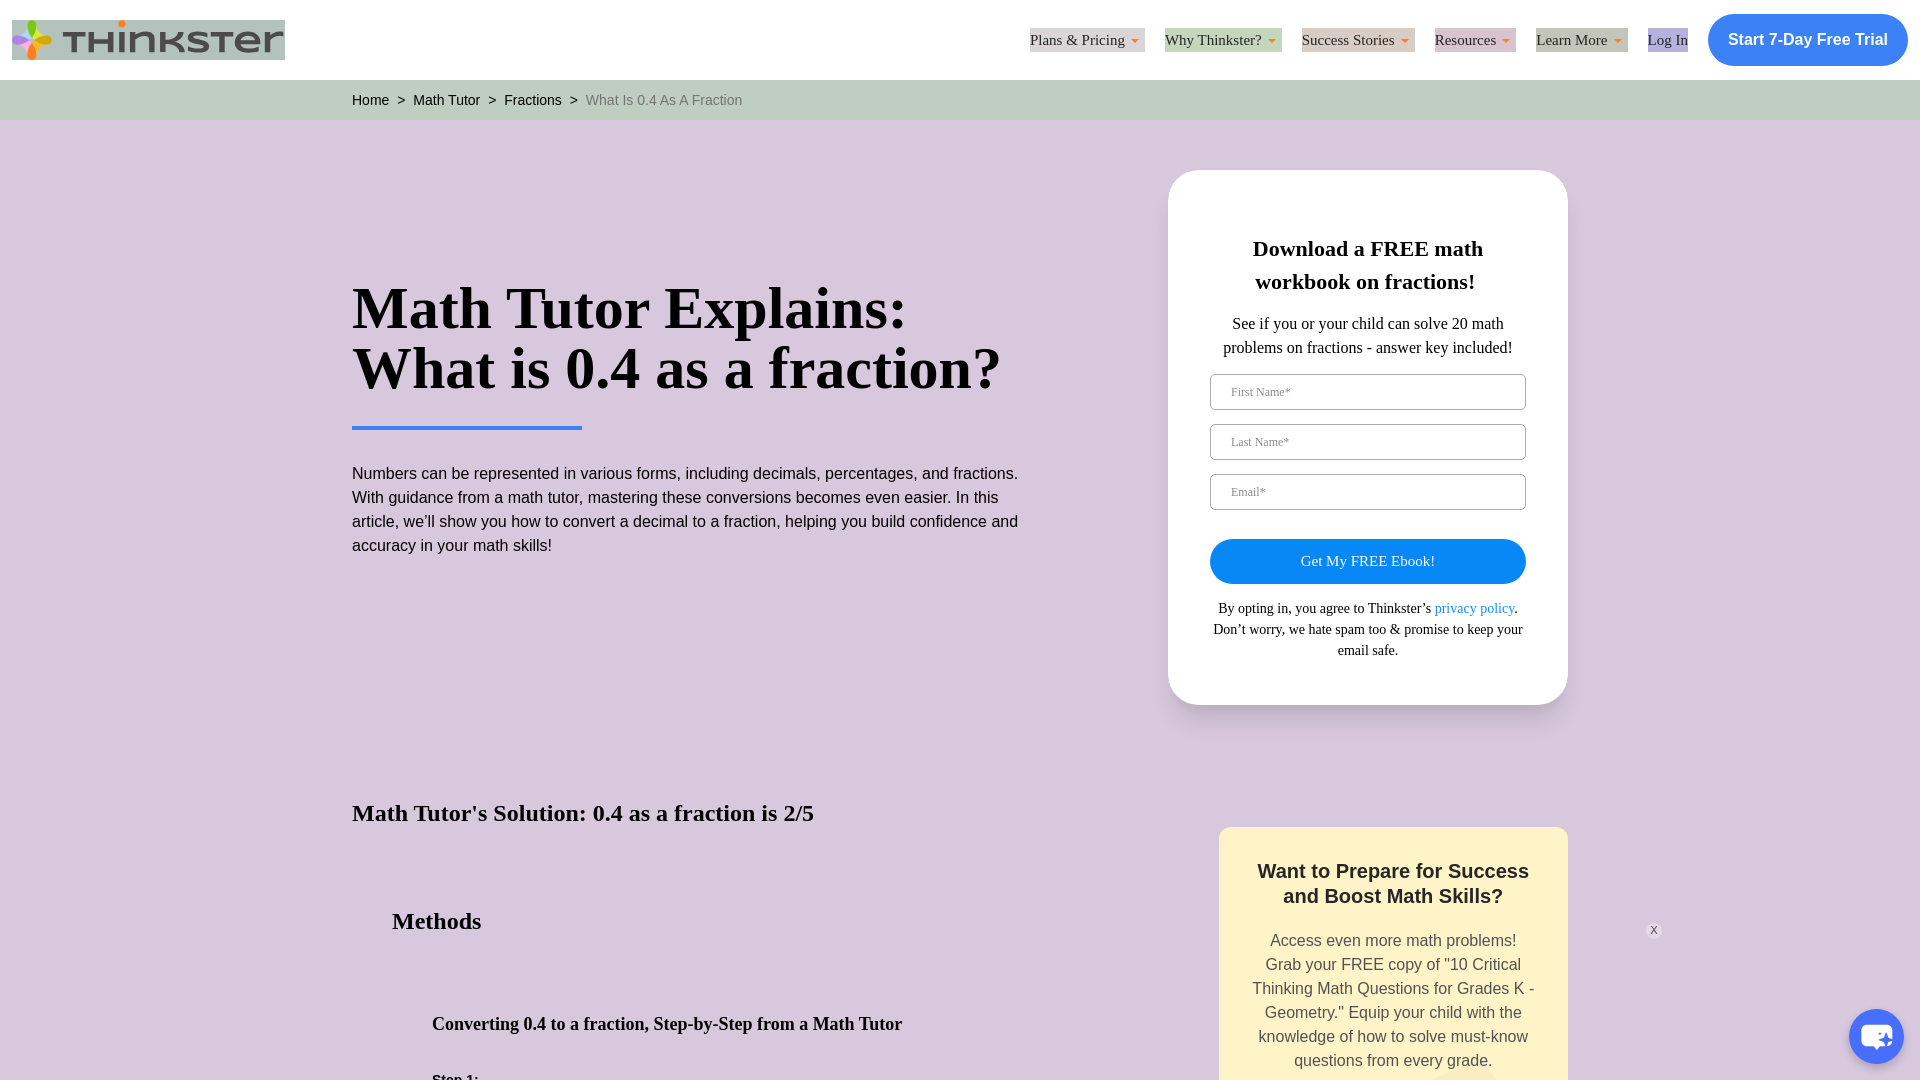 THINKSTER
Plans & Pricing
Why Thinkster?
Success Stories
Resources
Learn More
Log In
Start 7-Day Free Trial
Home > Math Tutor > Fractions > What Is 0.4 As A Fraction
Math Tutor Explains:
What is 0.4 as a fraction?
Numbers can be represented in various forms, including decimals, percentages, and fractions.
With guidance from a math tutor, mastering these conversions becomes even easier. In this
article, we’ll show you how to convert a decimal to a fraction, helping you build confidence and
accuracy in your math skills!
Download a FREE math
workbook on fractions!
See if you or your child can solve 20 math
problems on fractions - answer key included!
First Name*
Last Name*
Email*
Get My FREE Ebook!
By opting in, you agree to Thinkster’s privacy policy.
Don’t worry, we hate spam too & promise to keep your
email safe.
Math Tutor's Solution: 0.4 as a fraction is 2/5
Methods
Converting 0.4 to a fraction, Step-by-Step from a Math Tutor
Step 1:
Want to Prepare for Success
and Boost Math Skills?
Access even more math problems!
Grab your FREE copy of "10 Critical
Thinking Math Questions for Grades K -
Geometry." Equip your child with the
knowledge of how to solve must-know
questions from every grade.
X